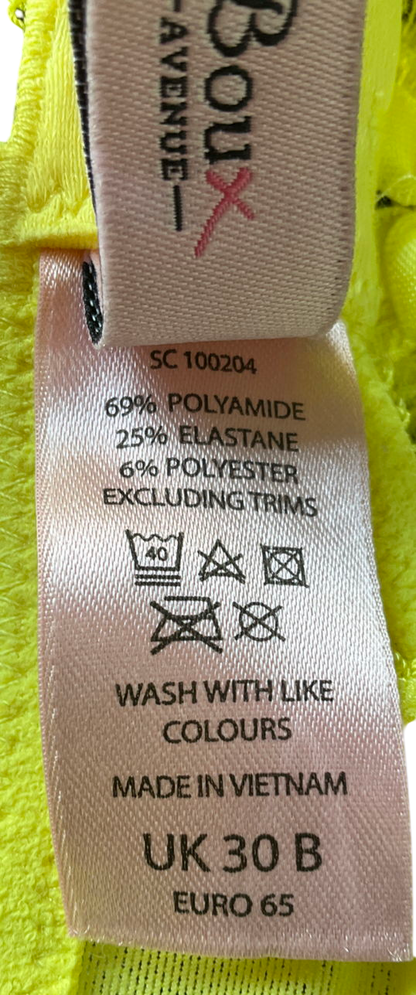 Boux
—AVENUE—
SC 100204
69% POLYAMIDE
25% ELASTANE
6% POLYESTER
EXCLUDING TRIMS
40
WASH WITH LIKE
COLOURS
MADE IN VIETNAM
UK 30 B
EURO 65